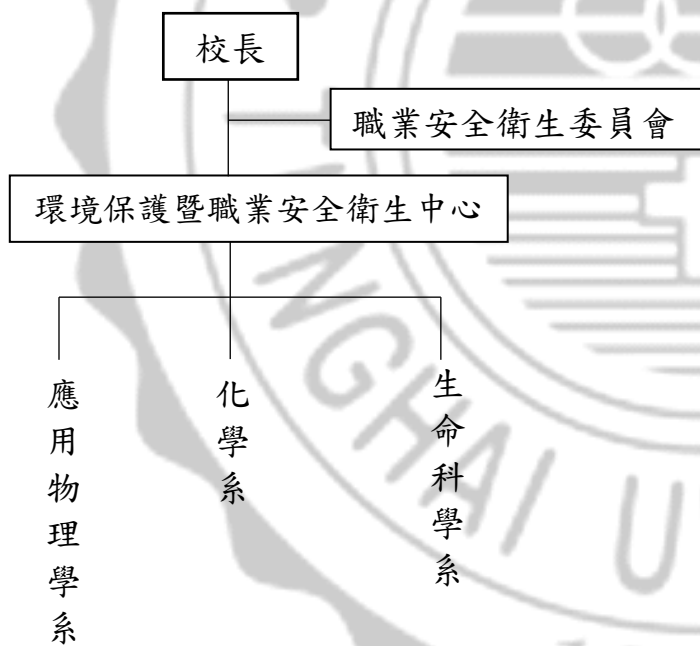 校長
職業安全衛生委員會
環境保護暨職業安全衛生中心
應用物理學系
化學系
生命科學系
NGHAI U